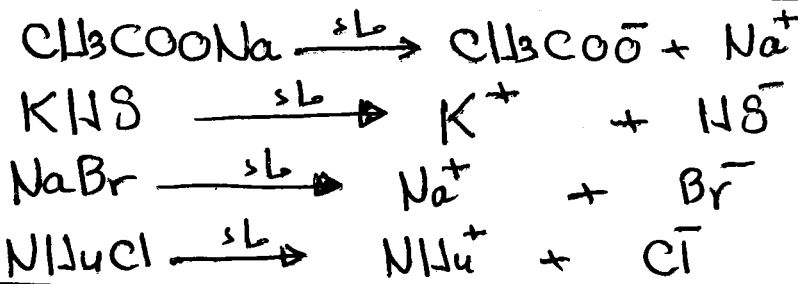 CH3COONa ماء→ CH3COO⁻ + Na⁺
KHS ماء→ K⁺ + HS⁻
NaBr ماء→ Na⁺ + Br⁻
NH4Cl ماء→ NH4⁺ + Cl⁻